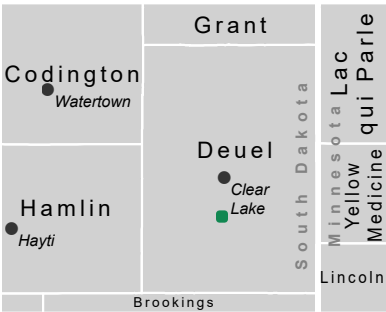 Grant
Codington
Watertown
Deuel
Clear
Lake
Hamlin
Hayti
Brookings
South Dakota
Minnesota
Lac
qui Parle
Yellow
Medicine
Lincoln